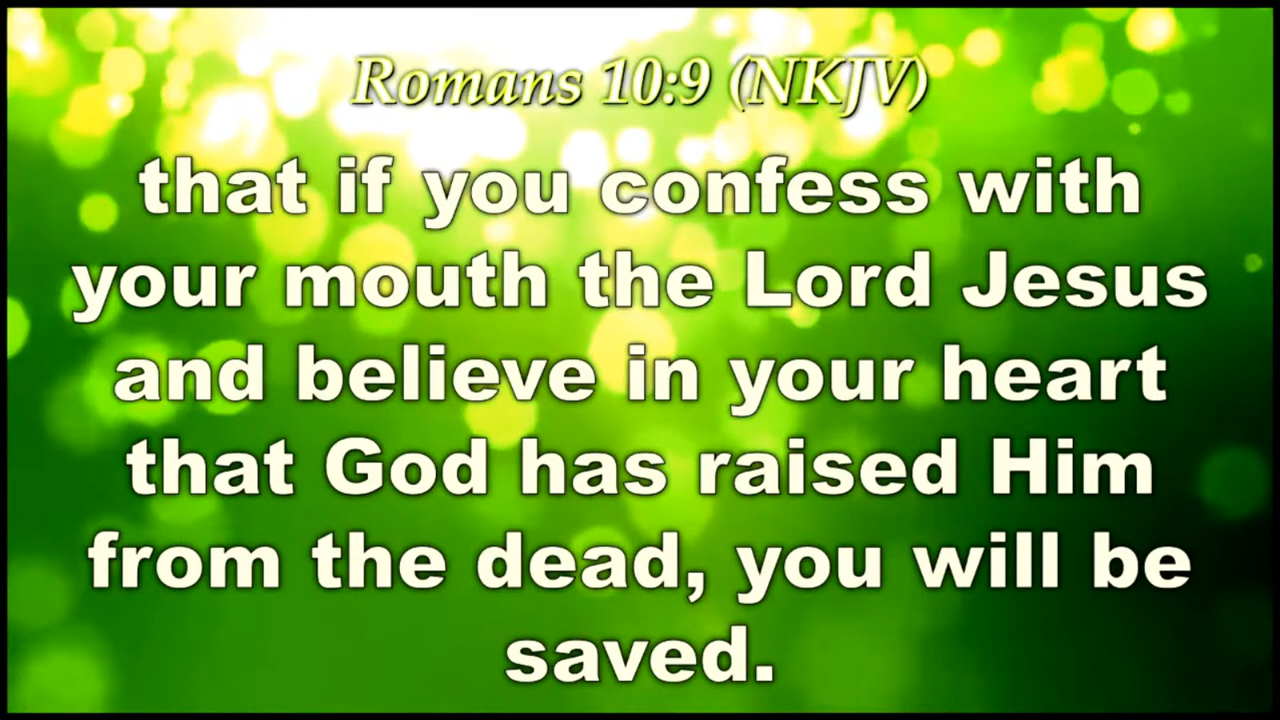 Romans 10:9 (NKJV)
that if you confess with
your mouth the Lord Jesus
and believe in your heart
that God has raised Him
from the dead, you will be
saved.